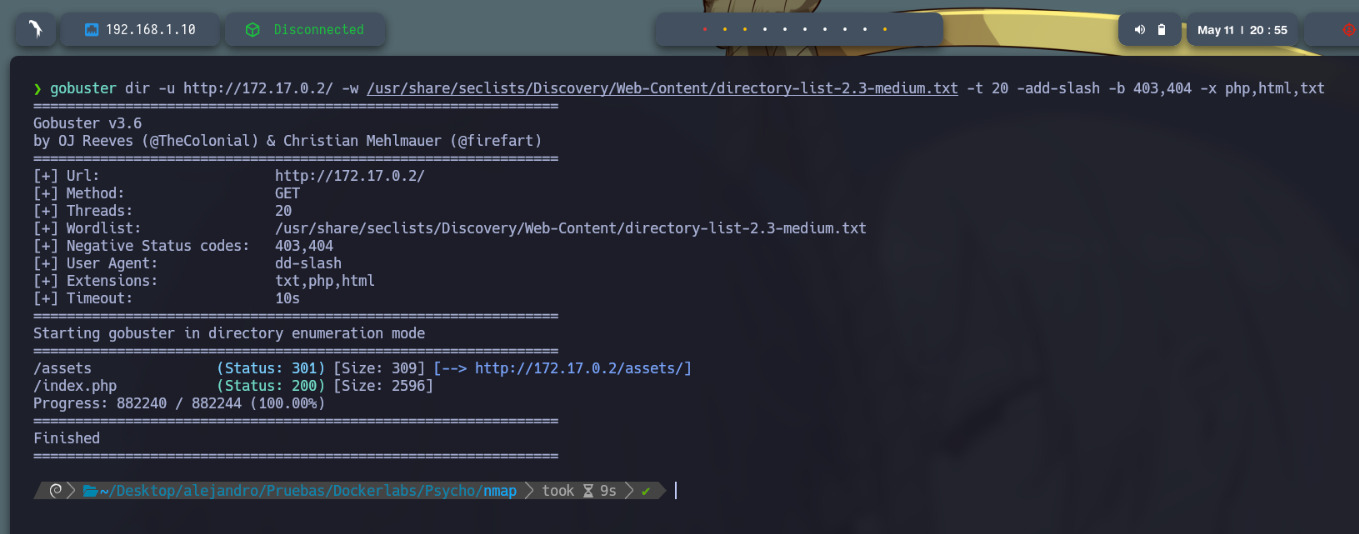 192.168.1.10
Disconnected
May 11 | 20 : 55
❯ gobuster dir -u http://172.17.0.2/ -w /usr/share/seclists/Discovery/Web-Content/directory-list-2.3-medium.txt -t 20 -add-slash -b 403,404 -x php,html,txt
===============================================================
Gobuster v3.6
by OJ Reeves (@TheColonial) & Christian Mehlmauer (@firefart)
===============================================================
[+] Url:                     http://172.17.0.2/
[+] Method:                  GET
[+] Threads:                 20
[+] Wordlist:                /usr/share/seclists/Discovery/Web-Content/directory-list-2.3-medium.txt
[+] Negative Status codes:   403,404
[+] User Agent:              dd-slash
[+] Extensions:              txt,php,html
[+] Timeout:                 10s
===============================================================
Starting gobuster in directory enumeration mode
===============================================================
/assets               (Status: 301) [Size: 309] [--> http://172.17.0.2/assets/]
/index.php            (Status: 200) [Size: 2596]
Progress: 882240 / 882244 (100.00%)
===============================================================
Finished
===============================================================
~/Desktop/alejandro/Pruebas/Dockerlabs/Psycho/nmap took 9s ✔